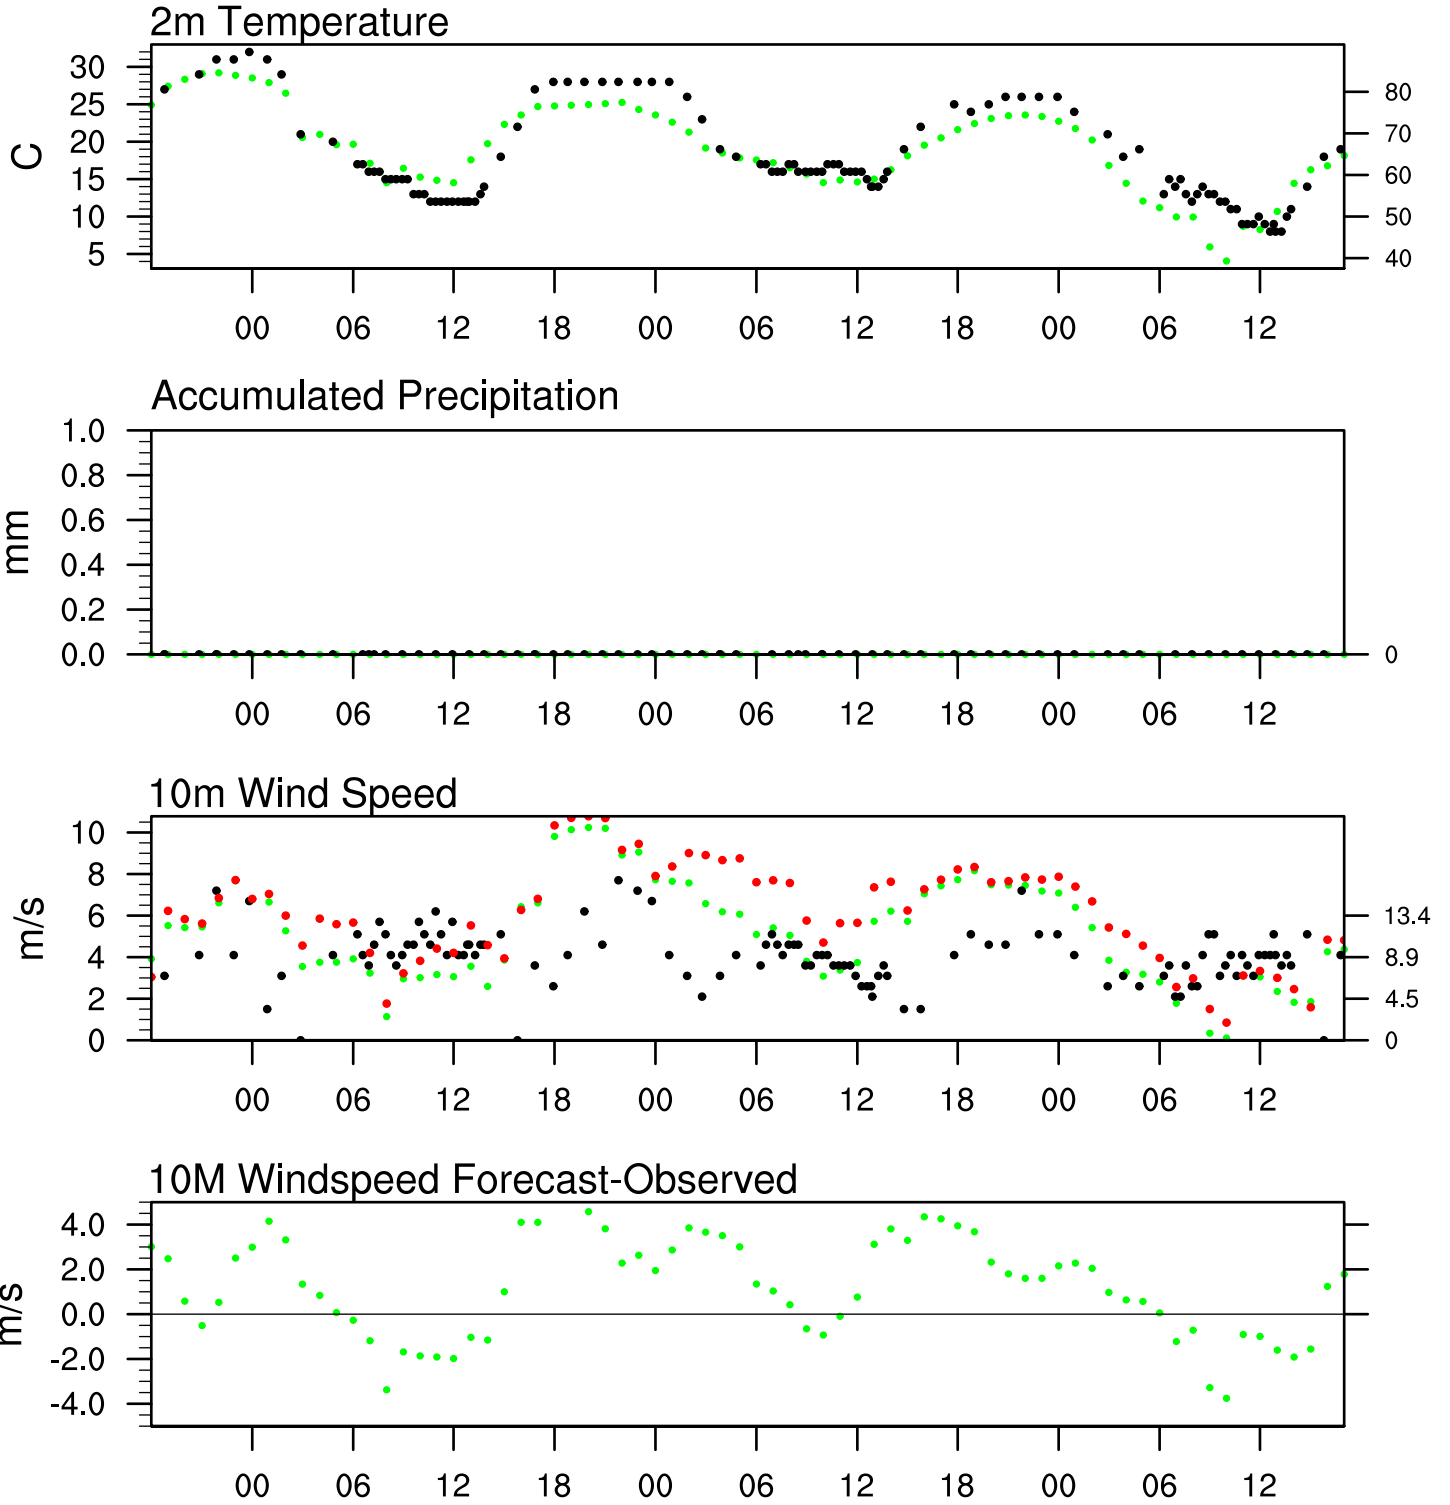 2m Temperature
30
25
20
15
10
5
C
80
70
60
50
40
00 06 12 18 00 06 12 18 00 06 12
Accumulated Precipitation
1.0
0.8
0.6
0.4
0.2
0.0
mm
0
00 06 12 18 00 06 12 18 00 06 12
10m Wind Speed
10
8
6
4
2
0
m/s
13.4
8.9
4.5
0
00 06 12 18 00 06 12 18 00 06 12
10M Windspeed Forecast-Observed
4.0
2.0
0.0
-2.0
-4.0
m/s
00 06 12 18 00 06 12 18 00 06 12